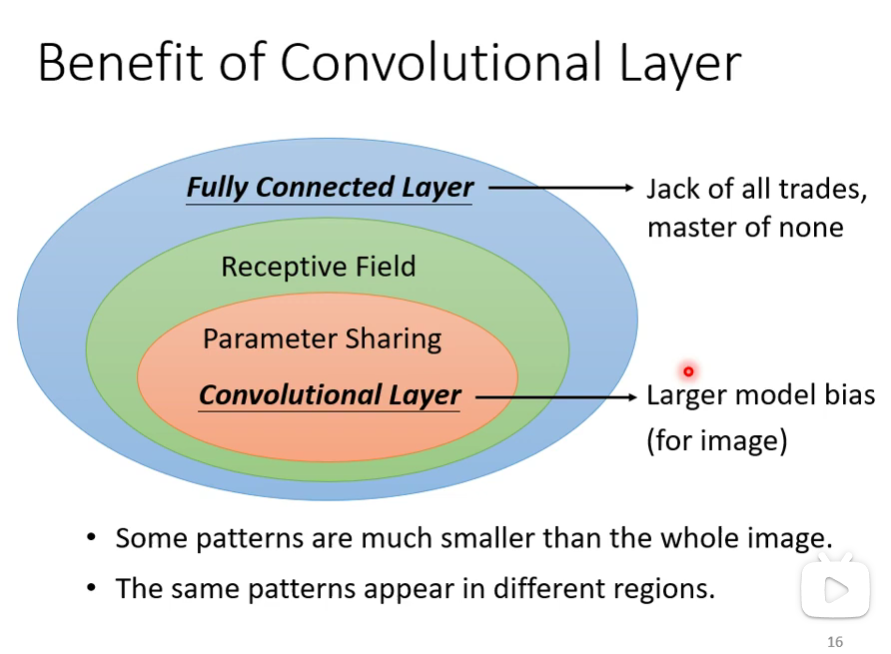 Benefit of Convolutional Layer
Fully Connected Layer
Jack of all trades,
master of none
Receptive Field
Parameter Sharing
Convolutional Layer
Larger model bias
(for image)
• Some patterns are much smaller than the whole image.
• The same patterns appear in different regions.
16